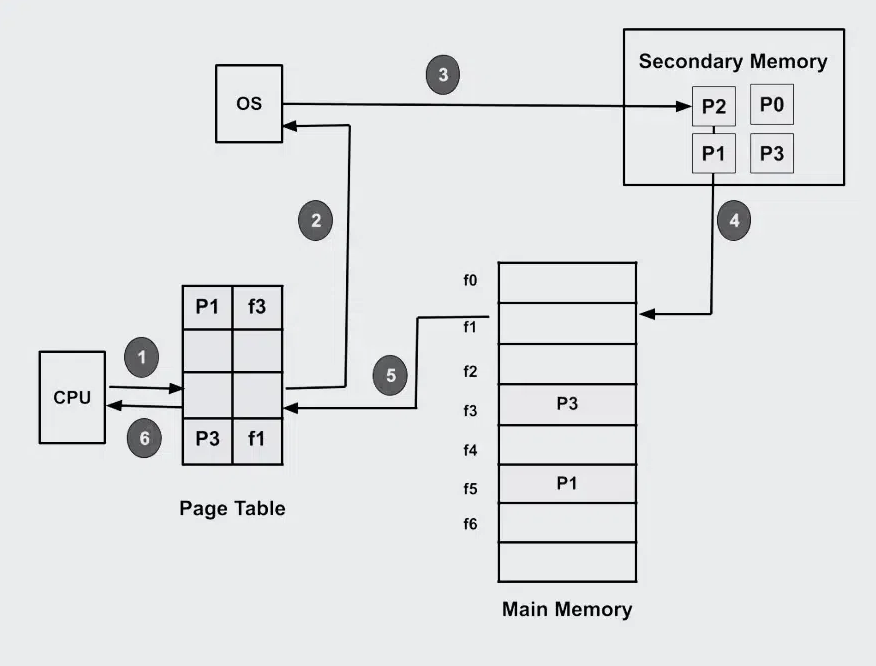 Secondary Memory
3
OS
P2 P0
P1 P3
2
4
f0
P1 f3
f1
1
5
f2
CPU
P3
f3
6
P3 f1
f4
P1
f5
Page Table
f6
Main Memory